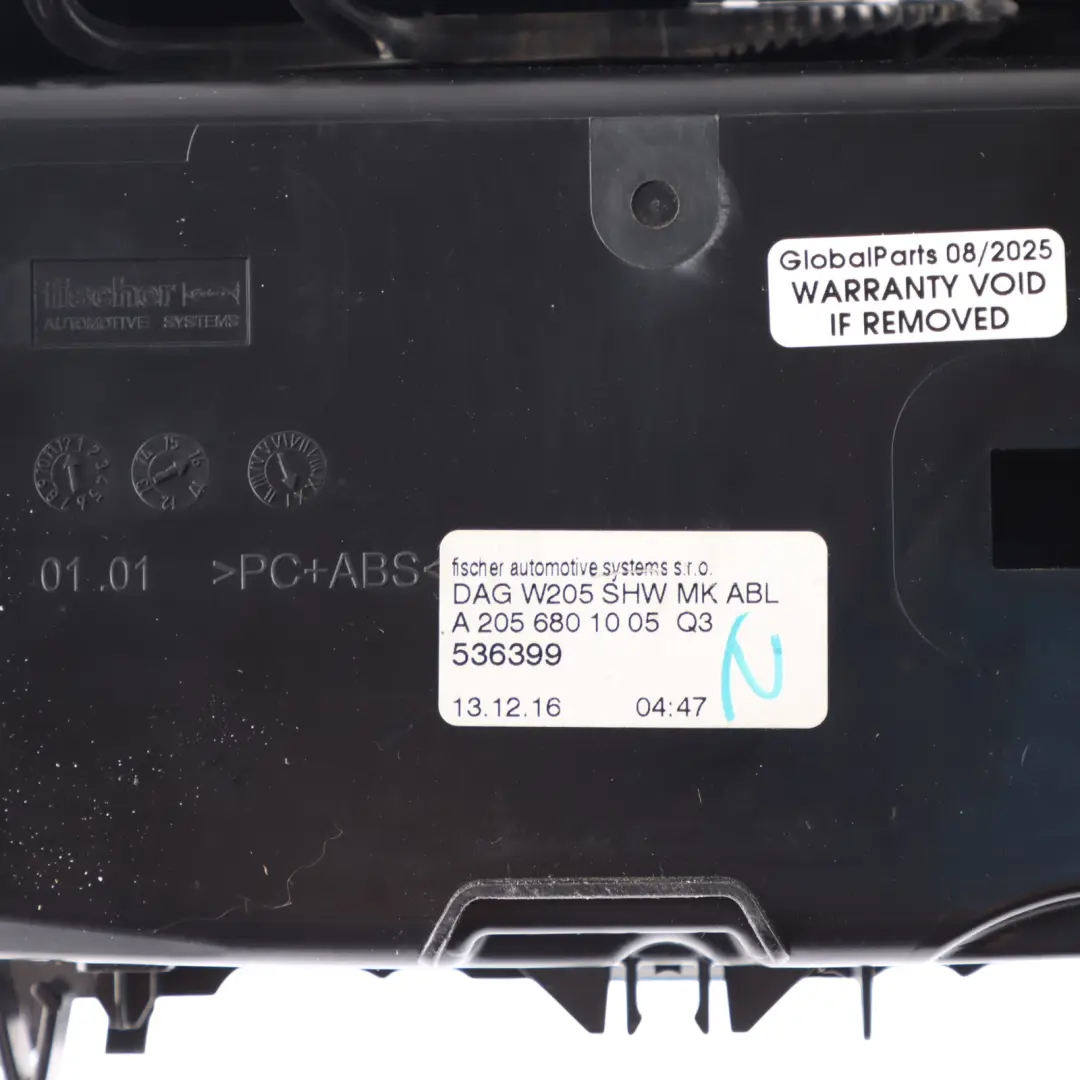 GlobalParts 08/2025
WARRANTY VOID
IF REMOVED
fischer
AUTOMOTIVE SYSTEMS
01..01 >PC+ABS<
fischer automotive systems s.r.o.
DAG W205 SHW MK ABL
A 205 680 10 05 Q3
536399
13.12.16 04:47
2